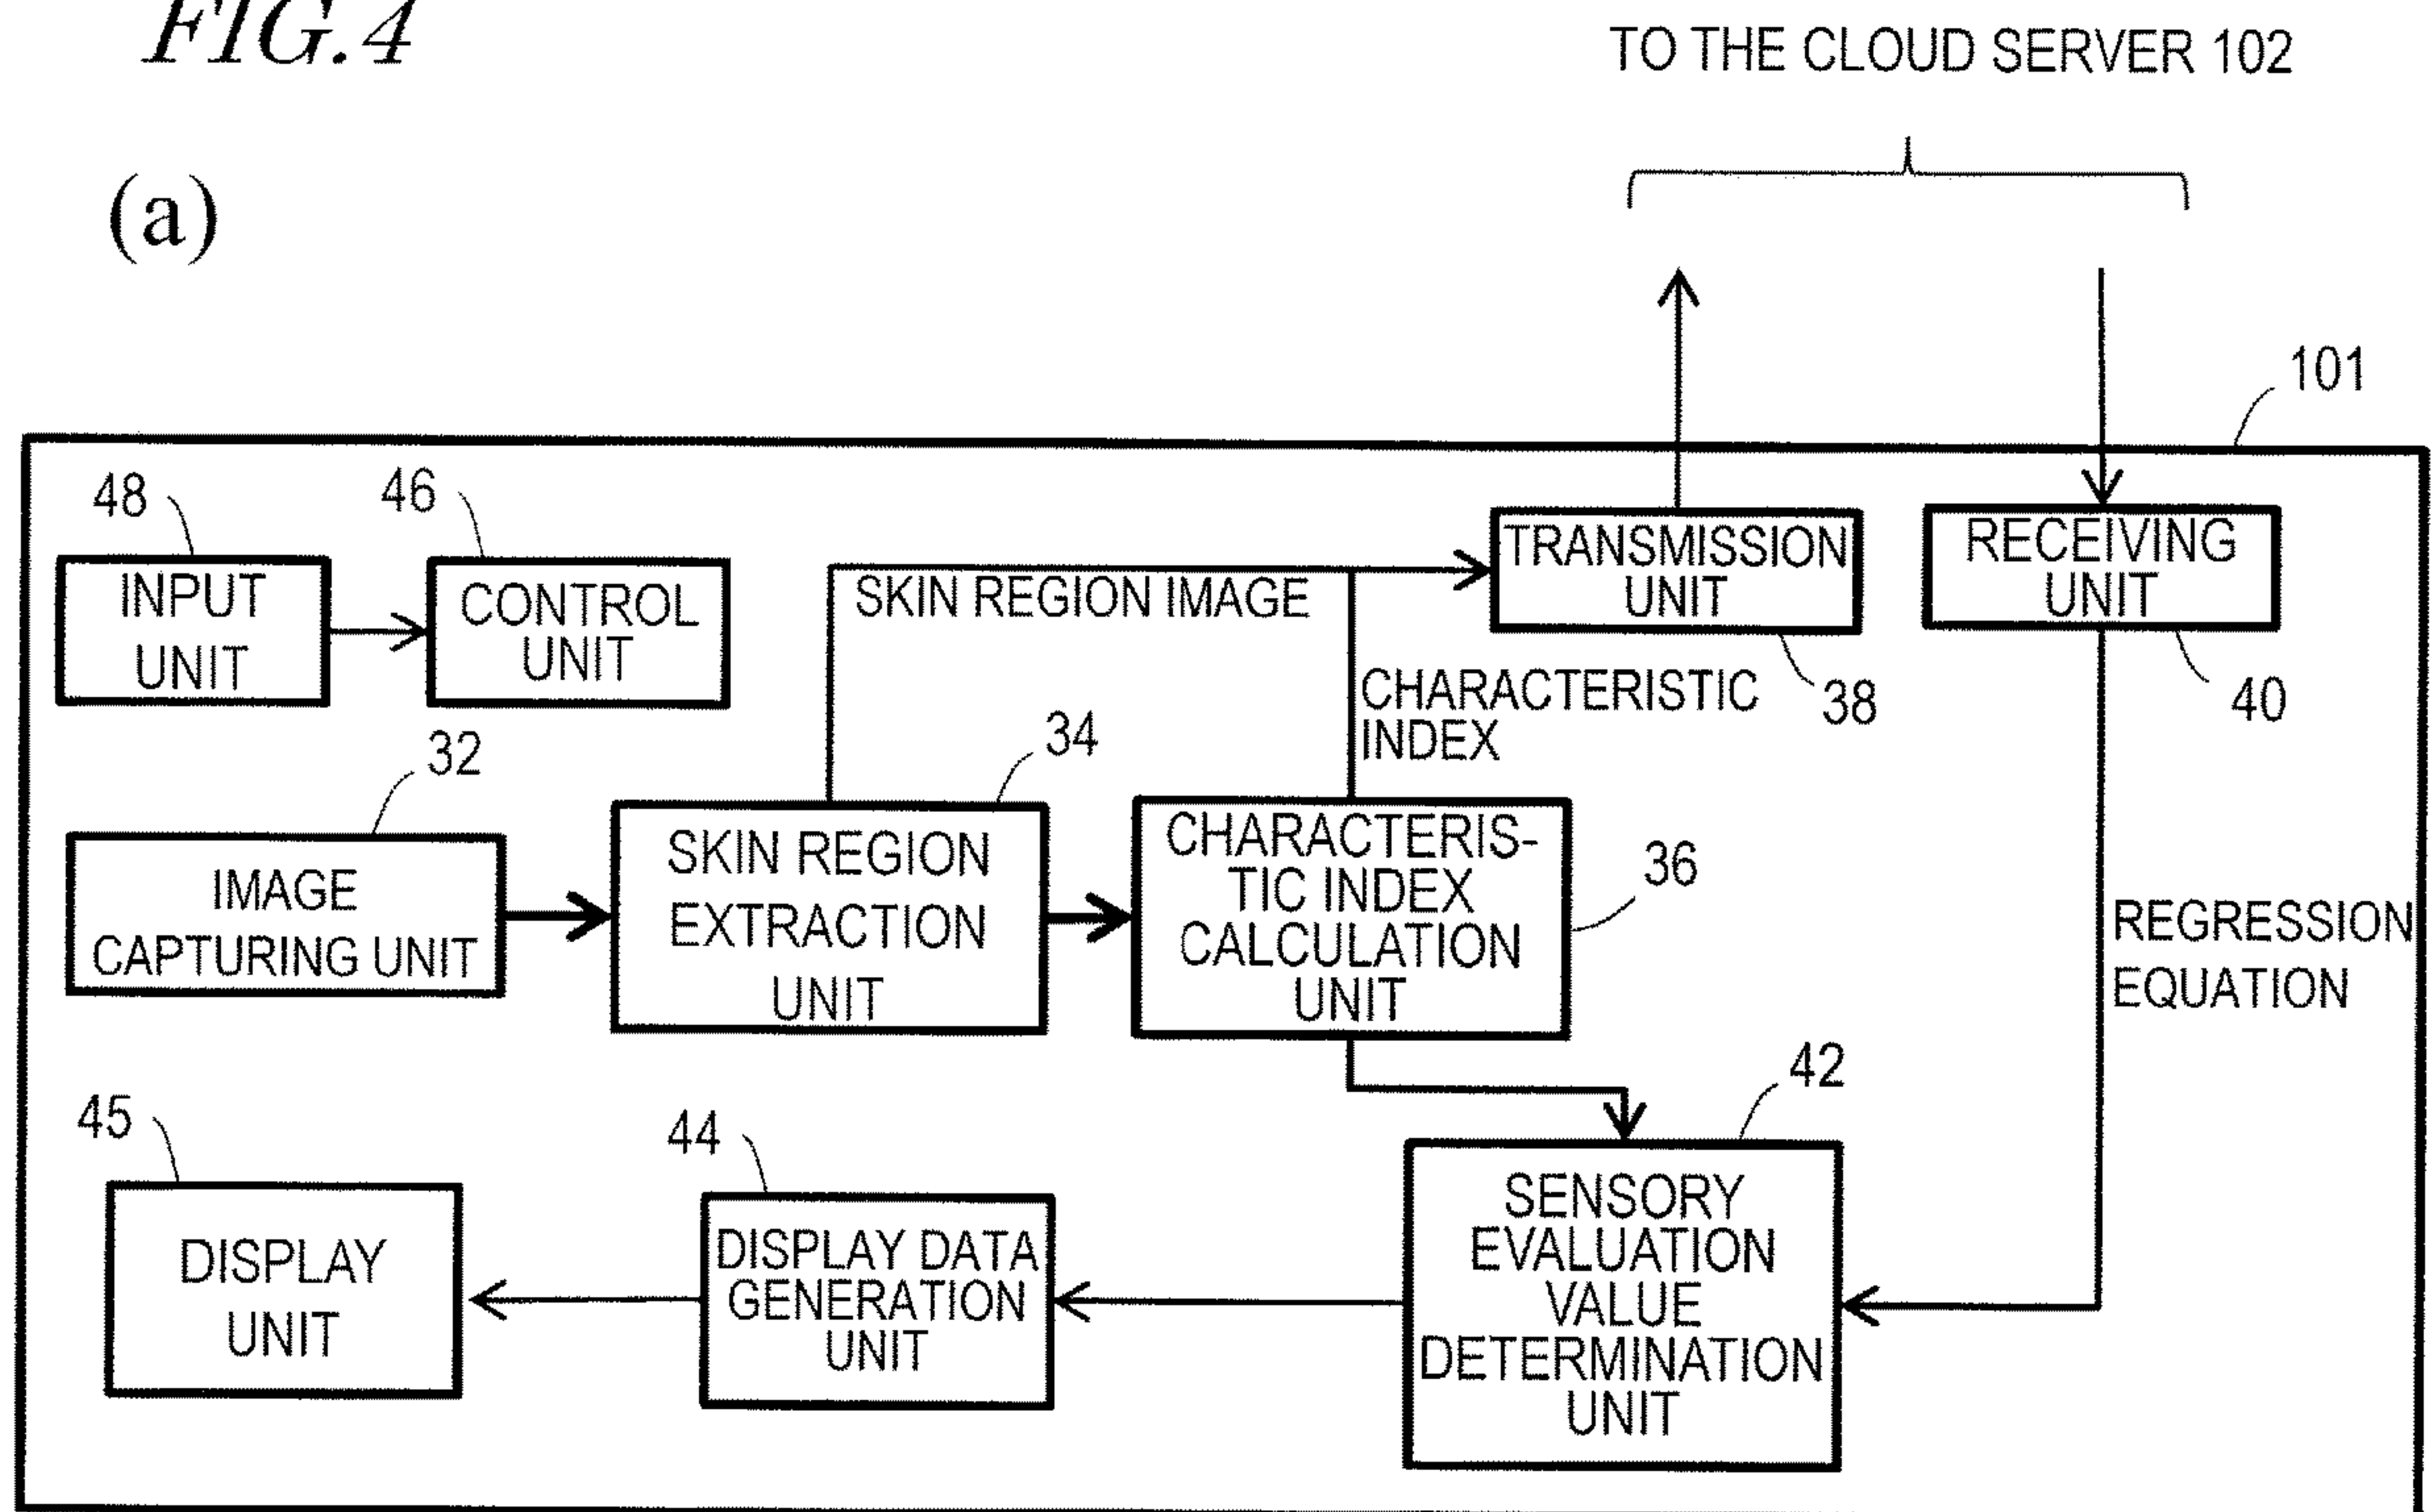 FIG.4
TO THE CLOUD SERVER 102
(a)
101
48
46
INPUT
UNIT
CONTROL
UNIT
SKIN REGION IMAGE
TRANSMISSION
UNIT
RECEIVING
UNIT
38
40
CHARACTERISTIC
INDEX
32
34
36
IMAGE
CAPTURING UNIT
SKIN REGION
EXTRACTION
UNIT
CHARACTERIS-
TIC INDEX
CALCULATION
UNIT
REGRESSION
EQUATION
45
44
42
DISPLAY
UNIT
DISPLAY DATA
GENERATION
UNIT
SENSORY
EVALUATION
VALUE
DETERMINATION
UNIT